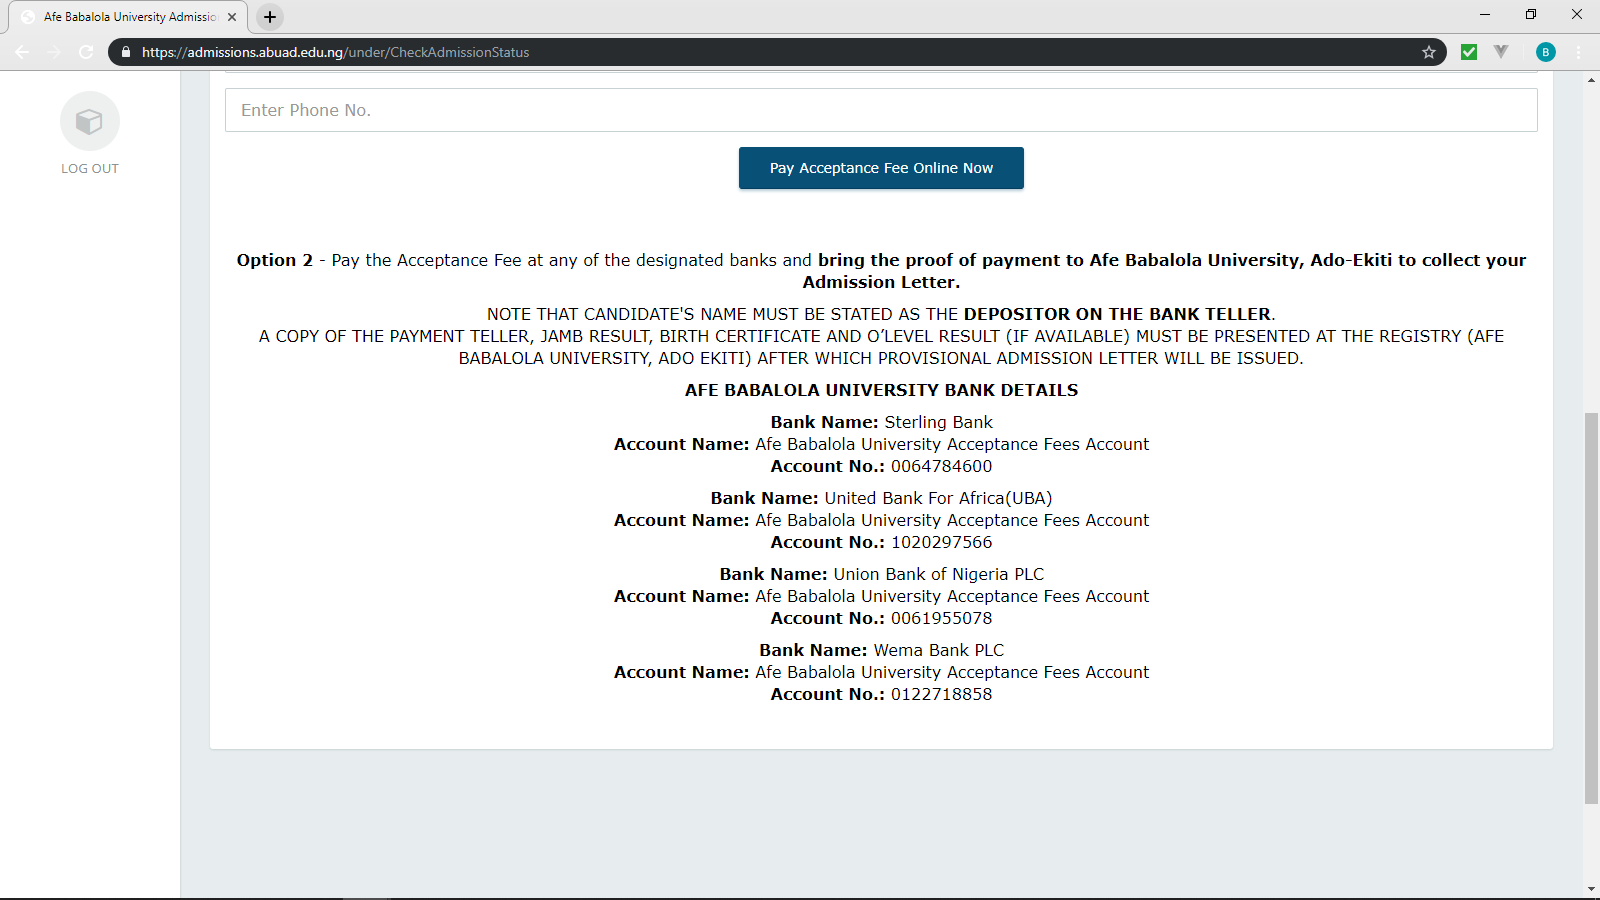 Afe Babalola University Admissio
https://admissions.abuad.edu.ng/under/CheckAdmissionStatus
B
LOG OUT
Enter Phone No.
Pay Acceptance Fee Online Now
Option 2 - Pay the Acceptance Fee at any of the designated banks and bring the proof of payment to Afe Babalola University, Ado-Ekiti to collect your
Admission Letter.
NOTE THAT CANDIDATE'S NAME MUST BE STATED AS THE DEPOSITOR ON THE BANK TELLER.
A COPY OF THE PAYMENT TELLER, JAMB RESULT, BIRTH CERTIFICATE AND O’LEVEL RESULT (IF AVAILABLE) MUST BE PRESENTED AT THE REGISTRY (AFE
BABALOLA UNIVERSITY, ADO EKITI) AFTER WHICH PROVISIONAL ADMISSION LETTER WILL BE ISSUED.
AFE BABALOLA UNIVERSITY BANK DETAILS
Bank Name: Sterling Bank
Account Name: Afe Babalola University Acceptance Fees Account
Account No.: 0064784600
Bank Name: United Bank For Africa(UBA)
Account Name: Afe Babalola University Acceptance Fees Account
Account No.: 1020297566
Bank Name: Union Bank of Nigeria PLC
Account Name: Afe Babalola University Acceptance Fees Account
Account No.: 0061955078
Bank Name: Wema Bank PLC
Account Name: Afe Babalola University Acceptance Fees Account
Account No.: 0122718858